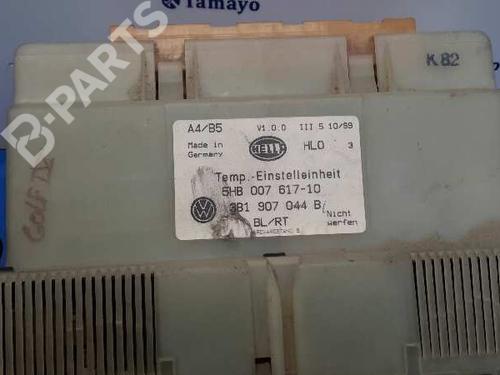 Tamayo
B-PARTS
K 82
A4/B5 V1.0.0 III S 10/99
Made in Germany HELLA HLO 3
Temp.-Einstelleinheit
5HB 007 617-10
3B1 907 044 B
BL/RT Nicht werfen
GOLF IV